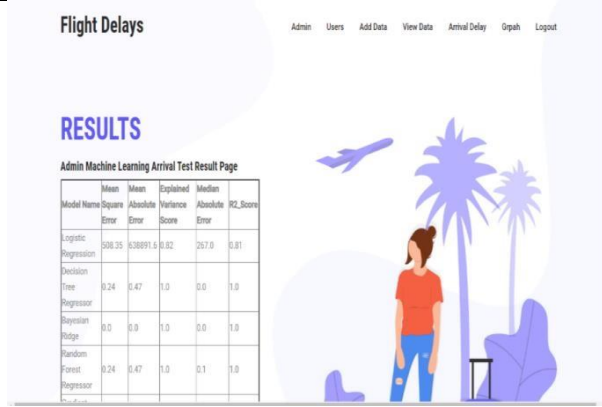 Flight Delays
Admin Users Add Data View Data Arrival Delay Grpah Logout
RESULTS
Admin Machine Learning Arrival Test Result Page
Model Name Mean Square Error Mean Absolute Error Explained Variance Score Median Absolute Error R2_Score
Logistic Regression 508.35 638891.6 0.82 267.0 0.81
Decision Tree Regressor 0.24 0.47 1.0 0.0 1.0
Bayesian Ridge 0.0 0.0 1.0 0.0 1.0
Random Forest Regressor 0.24 0.47 1.0 0.1 1.0